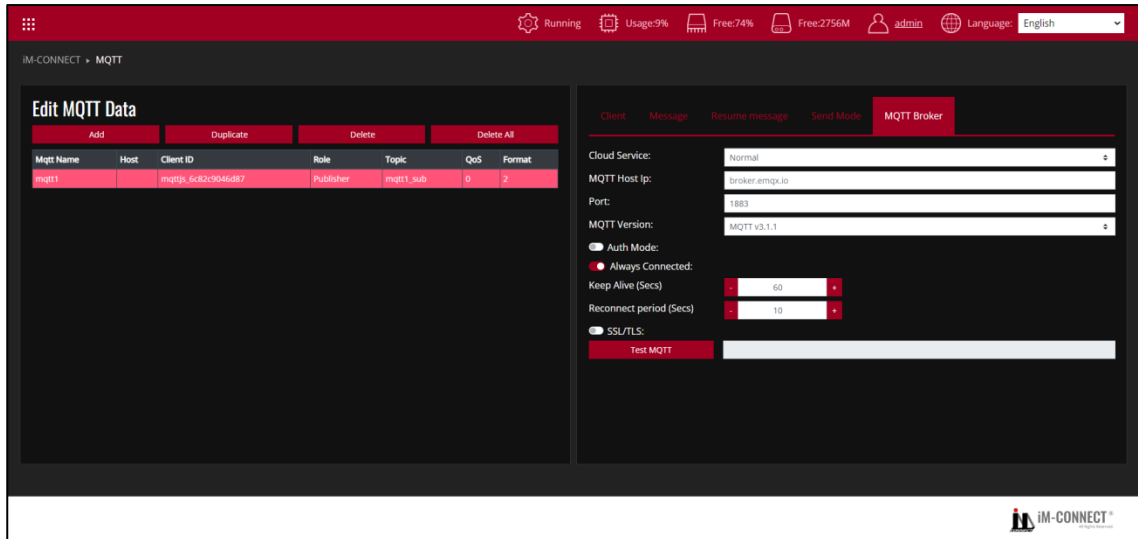 Running Usage:9% Free:74% Free:2756M admin Language: English
iM-CONNECT ▸ MQTT
Edit MQTT Data
Add Duplicate Delete Delete All
Mqtt Name Host Client ID Role Topic QoS Format
mqtt1 mqttjs_6c82c9046d87 Publisher mqtt1_sub 0 2
Client Message Resume message Send Mode MQTT Broker
Cloud Service: Normal
MQTT Host Ip: broker.emqx.io
Port: 1883
MQTT Version: MQTT v3.1.1
Auth Mode:
Always Connected:
Keep Alive (Secs) - 60 +
Reconnect period (Secs) - 10 +
SSL/TLS:
Test MQTT
iM-CONNECT®
All Rights Reserved